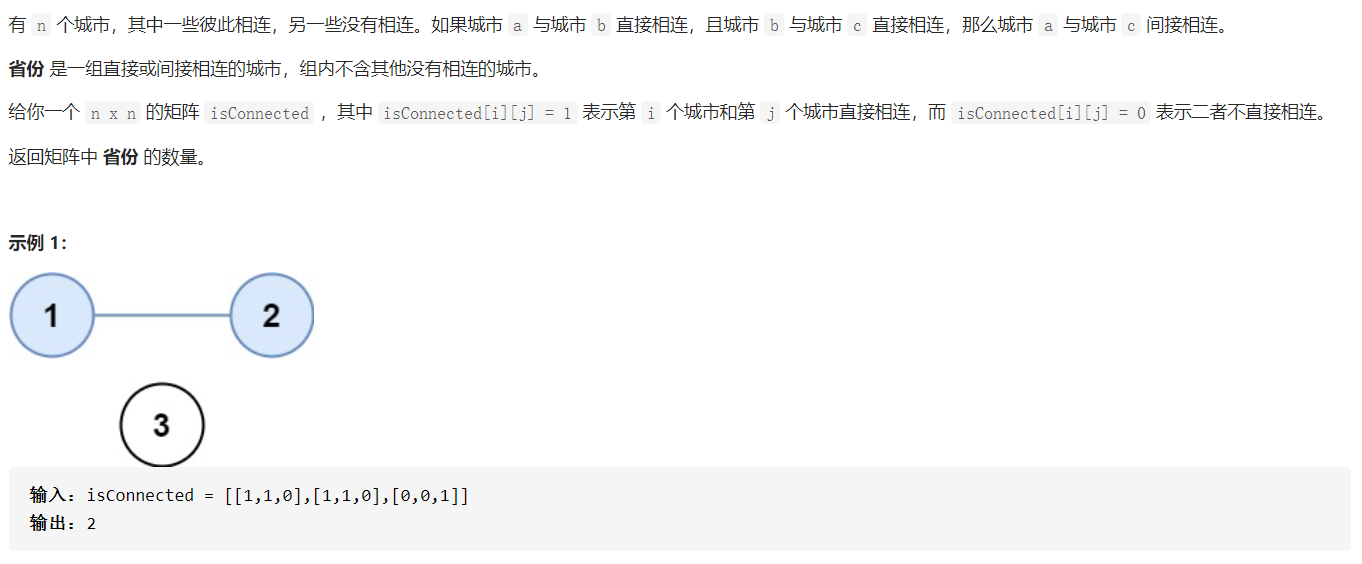 有 n 个城市，其中一些彼此相连，另一些没有相连。如果城市 a 与城市 b 直接相连，且城市 b 与城市 c 直接相连，那么城市 a 与城市 c 间接相连。
省份 是一组直接或间接相连的城市，组内不含其他没有相连的城市。
给你一个 n x n 的矩阵 isConnected ，其中 isConnected[i][j] = 1 表示第 i 个城市和第 j 个城市直接相连，而 isConnected[i][j] = 0 表示二者不直接相连。
返回矩阵中 省份 的数量。
示例 1：
1 2
3
输入：isConnected = [[1,1,0],[1,1,0],[0,0,1]]
输出：2